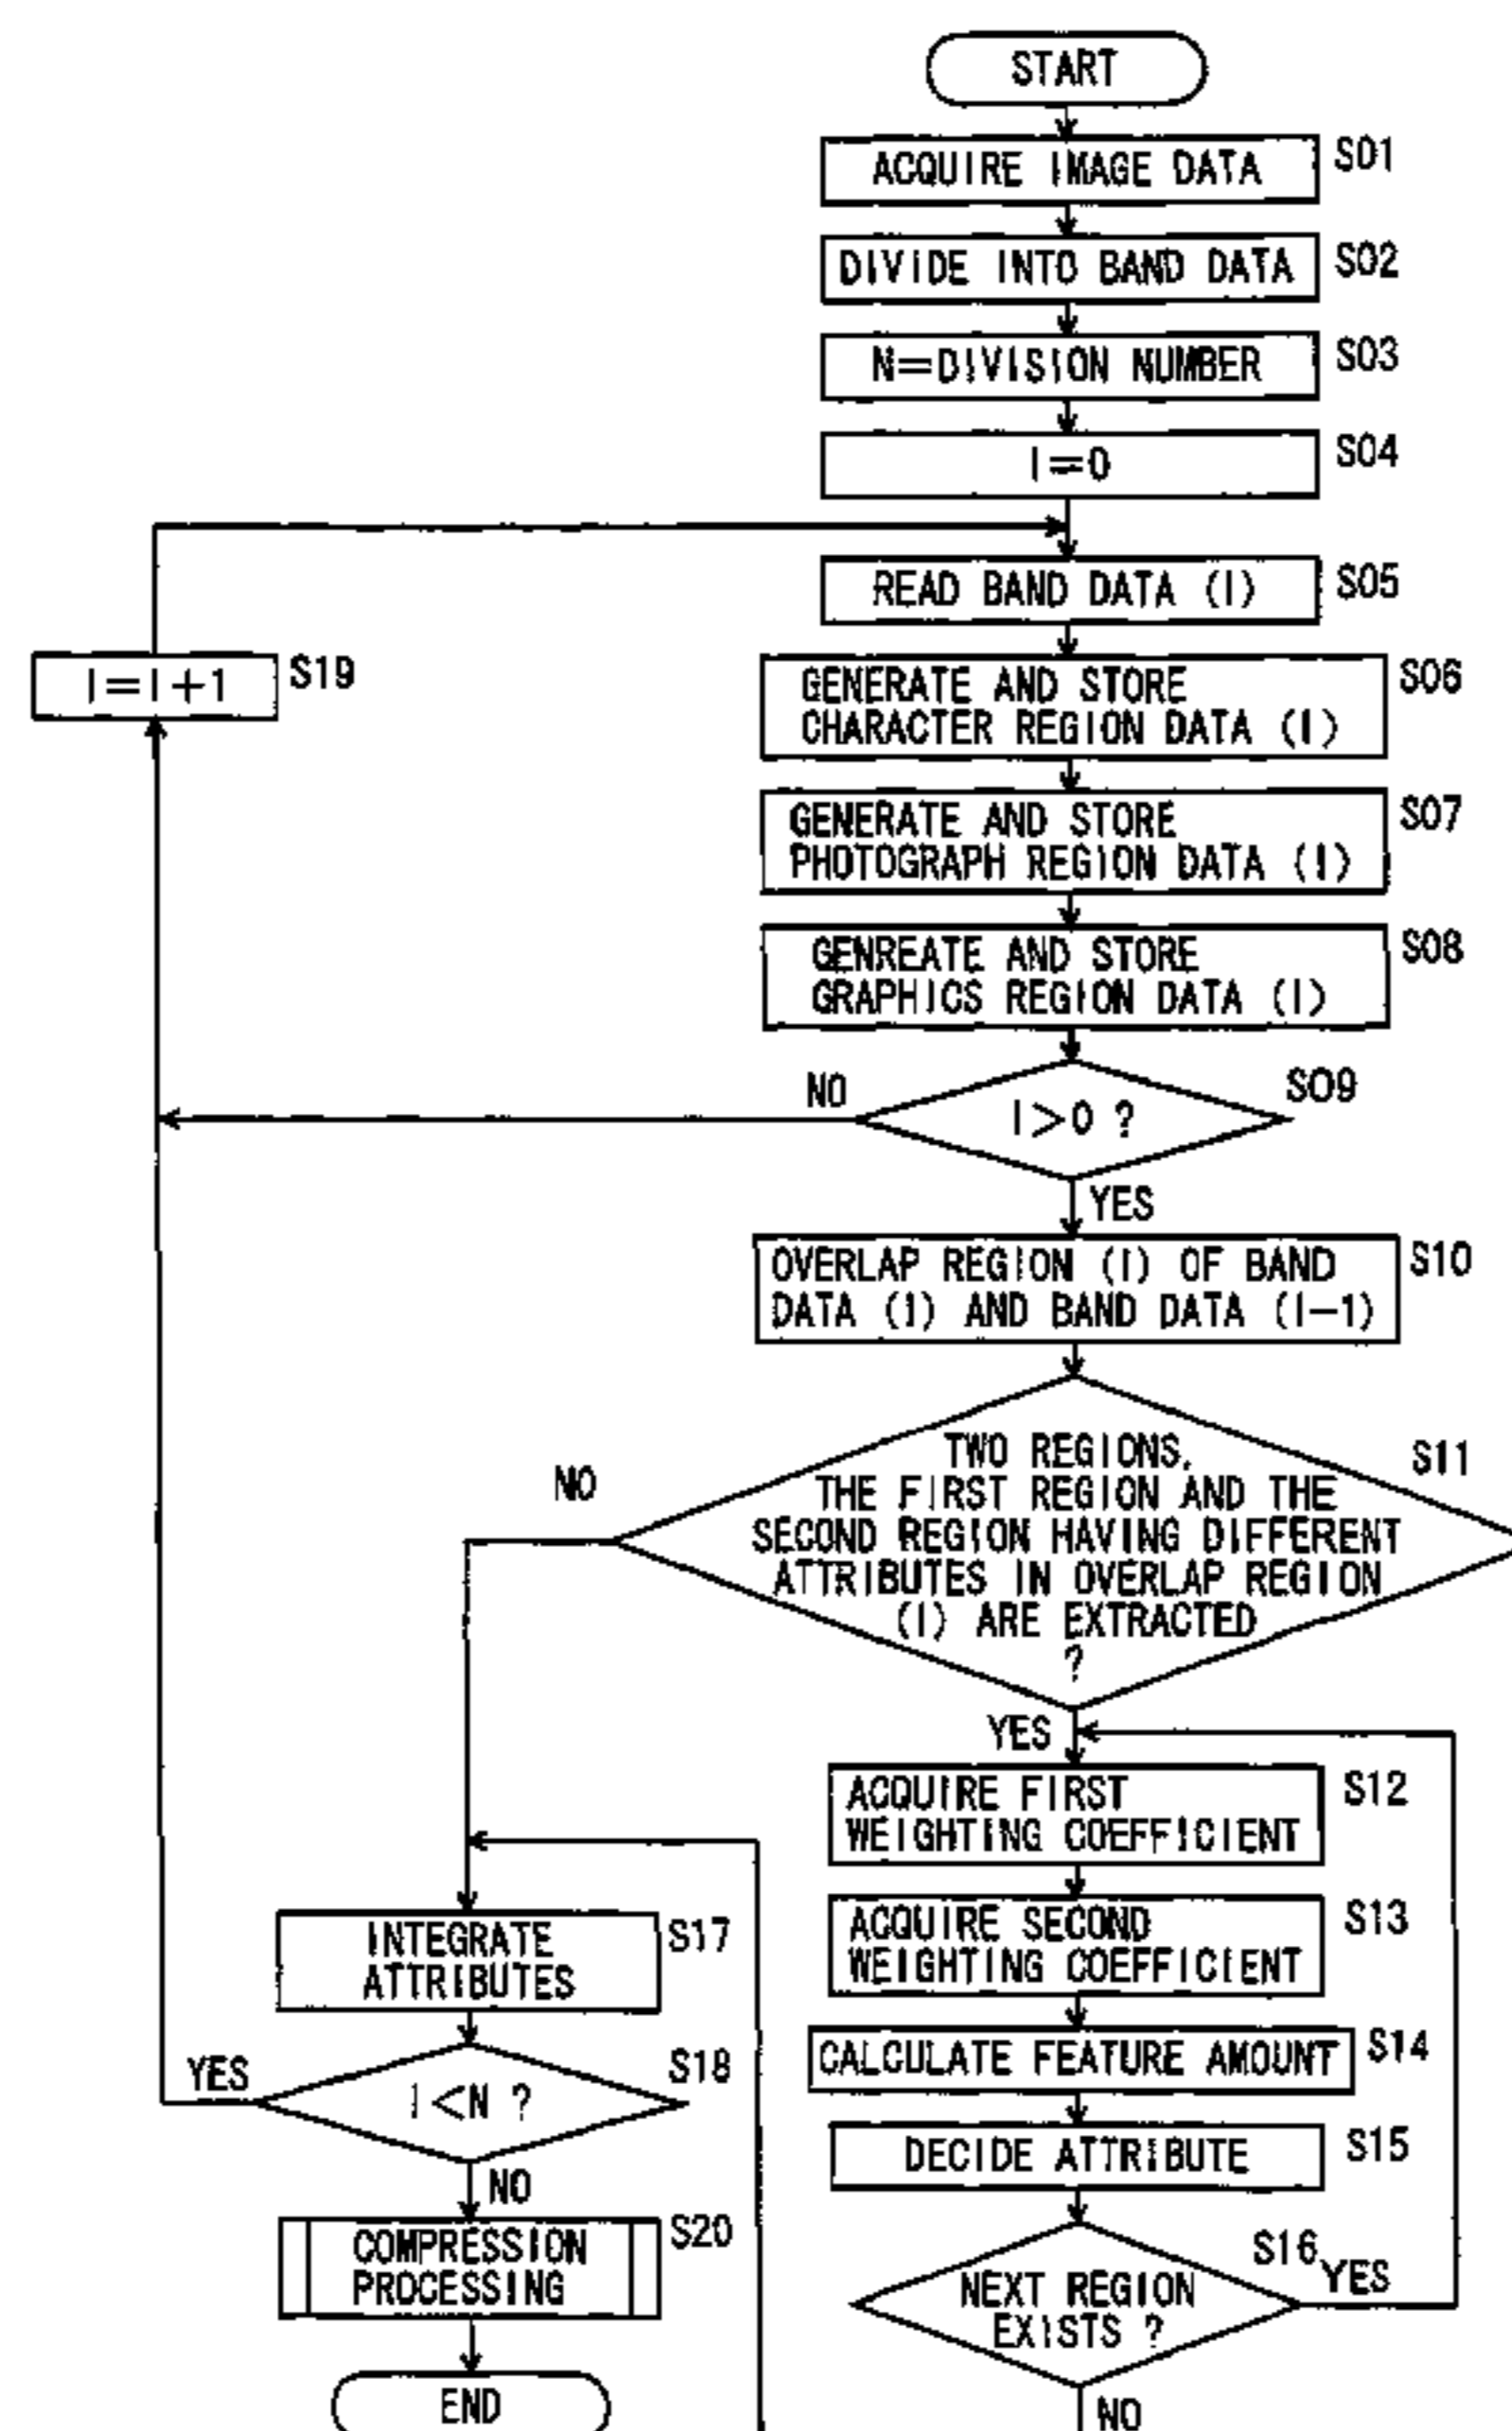 START
ACQUIRE IMAGE DATA
S01
DIVIDE INTO BAND DATA
S02
N=DIVISION NUMBER
S03
I=0
S04
READ BAND DATA (I)
S05
I=I+1
S19
GENERATE AND STORE
CHARACTER REGION DATA (I)
S06
GENERATE AND STORE
PHOTOGRAPH REGION DATA (I)
S07
GENREATE AND STORE
GRAPHICS REGION DATA (I)
S08
NO
I>0 ?
S09
YES
OVERLAP REGION (I) OF BAND
DATA (I) AND BAND DATA (I-1)
S10
NO
TWO REGIONS,
THE FIRST REGION AND THE
SECOND REGION HAVING DIFFERENT
ATTRIBUTES IN OVERLAP REGION
(I) ARE EXTRACTED
?
S11
YES
ACQUIRE FIRST
WEIGHTING COEFFICIENT
S12
ACQUIRE SECOND
WEIGHTING COEFFICIENT
S13
CALCULATE FEATURE AMOUNT
S14
DECIDE ATTRIBUTE
S15
NEXT REGION
EXISTS ?
S16
YES
NO
INTEGRATE
ATTRIBUTES
S17
YES
I<N ?
S18
NO
COMPRESSION
PROCESSING
S20
END